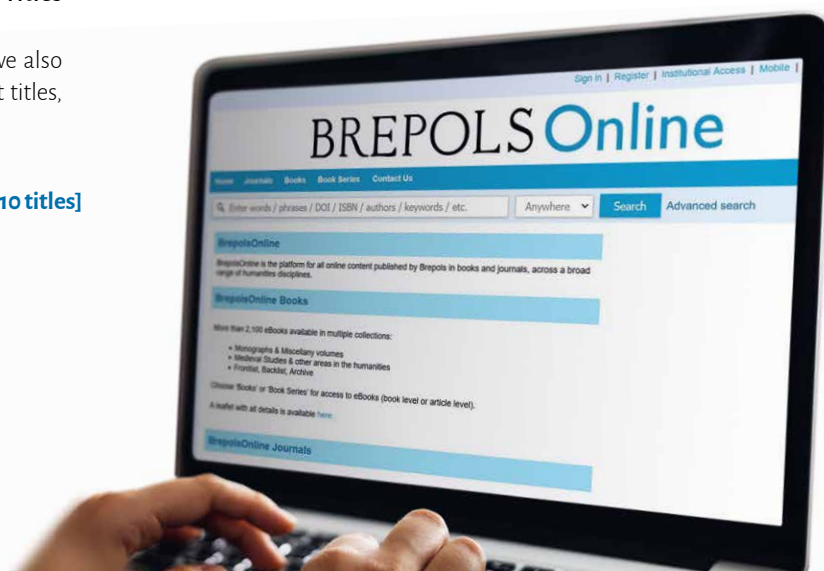 ve also
t titles,
10 titles]
Sign In | Register | Institutional Access | Mobile |
BREPOLS Online
Home Journals Books Book Series Contact Us
Enter words / phrases / DOI / ISBN / authors / keywords / etc. Anywhere Search Advanced search
BrepolsOnline
BrepolsOnline is the platform for all online content published by Brepols in books and journals, across a broad
range of humanities disciplines.
BrepolsOnline Books
More than 2,100 eBooks available in multiple collections:
• Monographs & Miscellany volumes
• Medieval Studies & other areas in the humanities
• Frontlist, Backlist, Archive
Choose 'Books' or 'Book Series' for access to eBooks (book level or article level).
A leaflet with all details is available here.
BrepolsOnline Journals